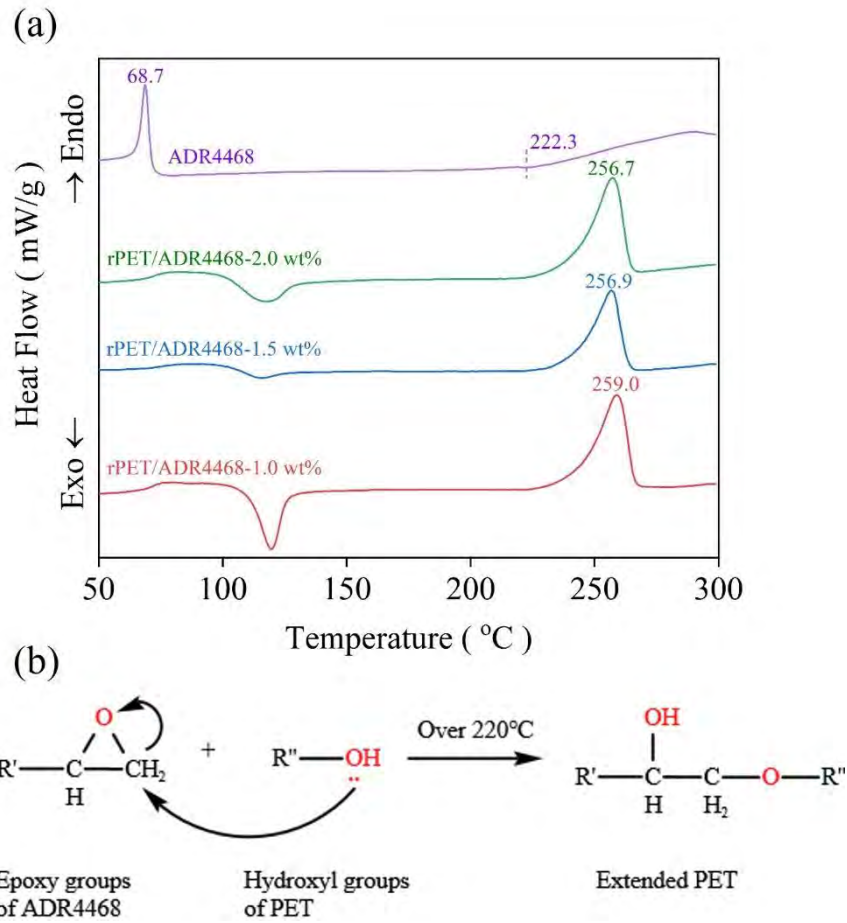 (a)
68.7
222.3
ADR4468
256.7
rPET/ADR4468-2.0 wt%
256.9
rPET/ADR4468-1.5 wt%
259.0
rPET/ADR4468-1.0 wt%
Heat Flow ( mW/g )
→ Endo
Exo ←
50 100 150 200 250 300
Temperature ( °C )
(b)
O
R'—C—CH₂
H
+
R''—OH
..
Over 220°C
OH
R'—C—C—O—R''
H H₂
Epoxy groups
of ADR4468
Hydroxyl groups
of PET
Extended PET